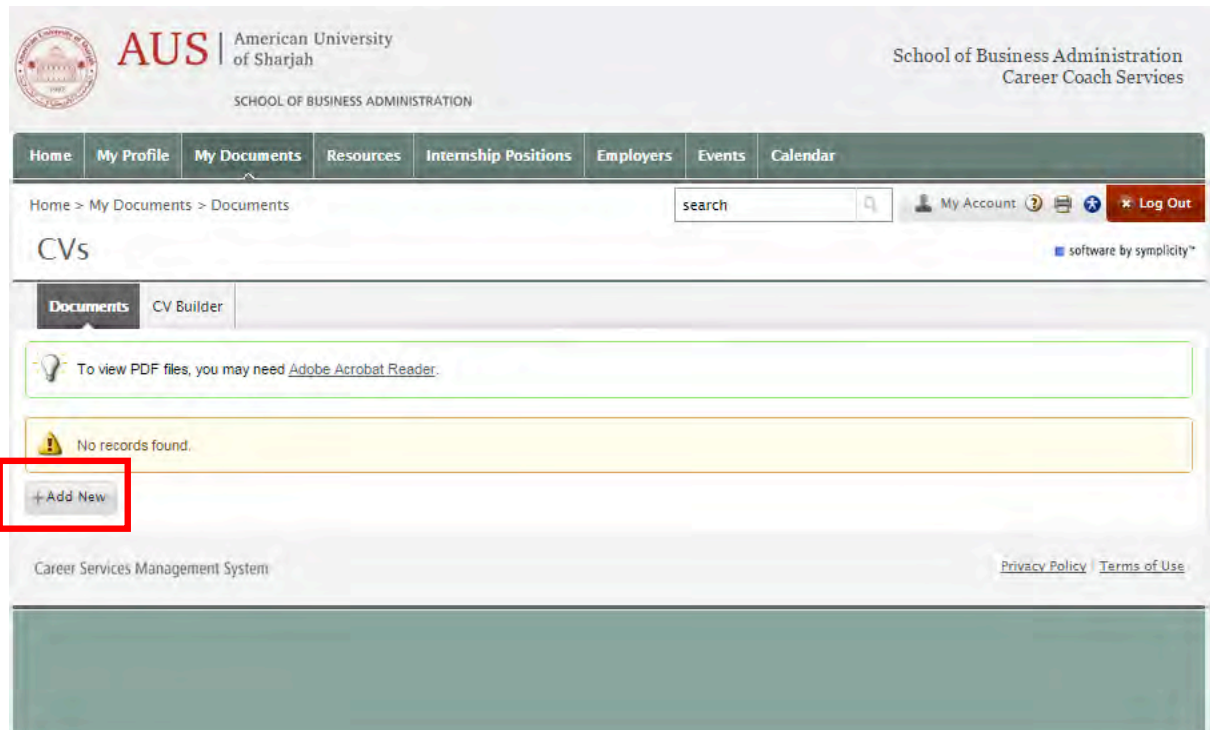 AUS
American University
of Sharjah
SCHOOL OF BUSINESS ADMINISTRATION
School of Business Administration
Career Coach Services
Home My Profile My Documents Resources Internship Positions Employers Events Calendar
Home > My Documents > Documents
search
My Account
× Log Out
CVs
software by symplicity™
Documents CV Builder
To view PDF files, you may need Adobe Acrobat Reader.
No records found.
+Add New
Career Services Management System
Privacy Policy | Terms of Use